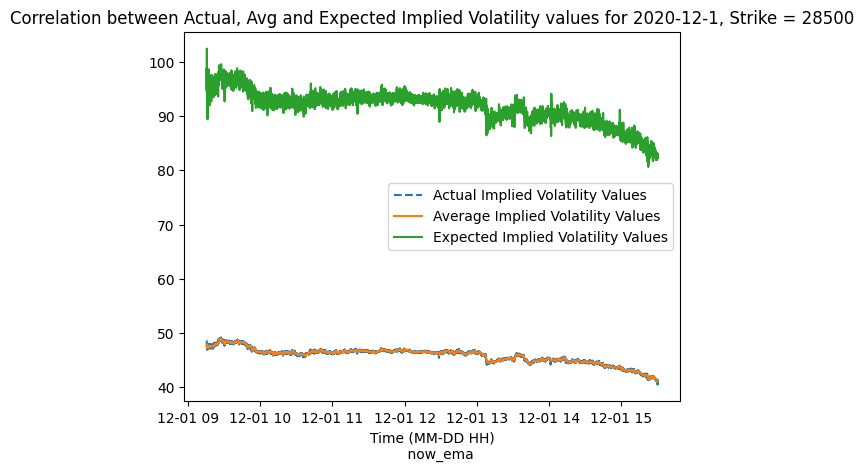 Correlation between Actual, Avg and Expected Implied Volatility values for 2020-12-1, Strike = 28500
100
90
80
70
60
50
40
Actual Implied Volatility Values
Average Implied Volatility Values
Expected Implied Volatility Values
12-01 09 12-01 10 12-01 11 12-01 12 12-01 13 12-01 14 12-01 15
Time (MM-DD HH)
now_ema